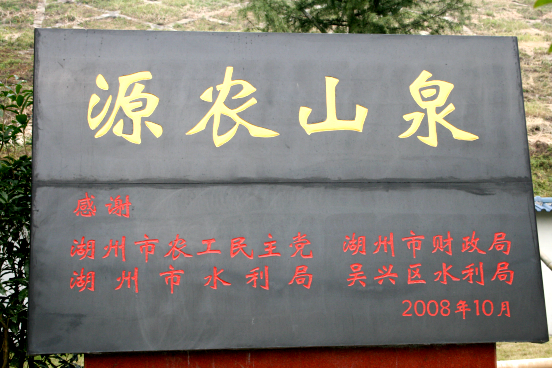 源农山泉
感谢
湖州市农工民主党 湖州市财政局
湖州市水利局 吴兴区水利局
2008年10月